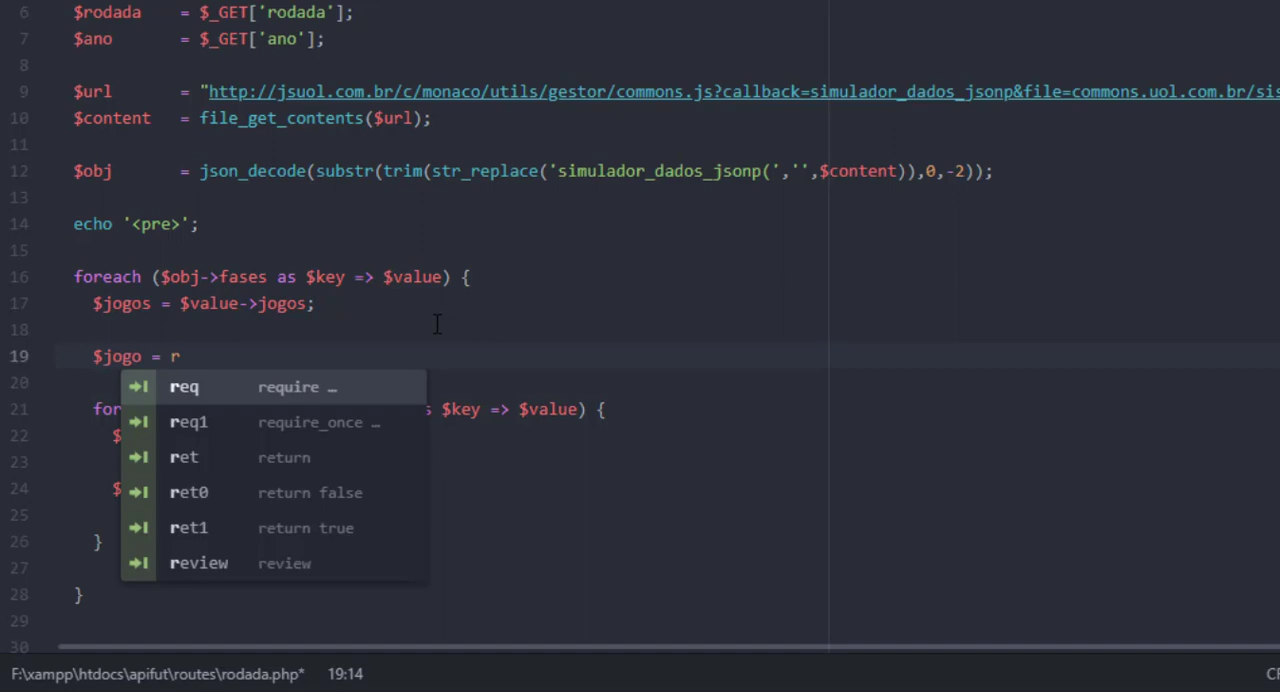 6 $rodada = $_GET['rodada'];
7 $ano = $_GET['ano'];
8
9 $url = "http://jsuol.com.br/c/monaco/utils/gestor/commons.js?callback=simulador_dados_jsonp&file=commons.uol.com.br/sis
10 $content = file_get_contents($url);
11
12 $obj = json_decode(substr(trim(str_replace('simulador_dados_jsonp(','',$content)),0,-2));
13
14 echo '<pre>';
15
16 foreach ($obj->fases as $key => $value) {
17 $jogos = $value->jogos;
18
19 $jogo = r
20 req require …
21 for s $key => $value) {
22 $ req1 require_once …
23 ret return
24 $ ret0 return false
25 ret1 return true
26 }
27 review review
28 }
29
30
F:\xampp\htdocs\apifut\routes\rodada.php* 19:14 CR